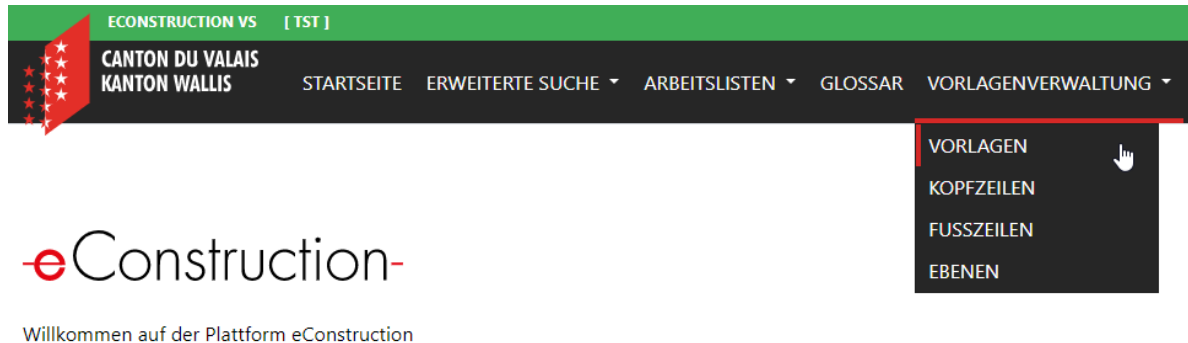 ECONSTRUCTION VS [ TST ]
CANTON DU VALAIS
KANTON WALLIS
STARTSEITE ERWEITERTE SUCHE ARBEITSLISTEN GLOSSAR VORLAGENVERWALTUNG
VORLAGEN
KOPFZEILEN
FUSSZEILEN
EBENEN
-eConstruction-
Willkommen auf der Plattform eConstruction